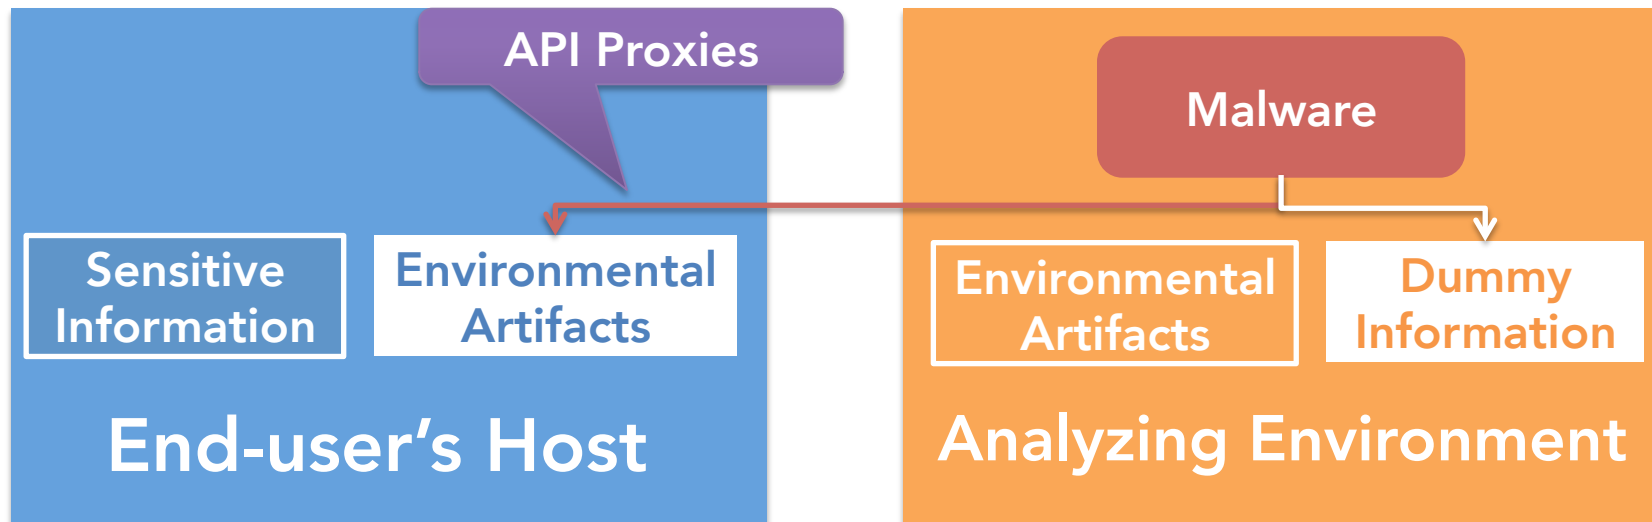 API Proxies
Malware
Sensitive
Information
Environmental
Artifacts
Environmental
Artifacts
Dummy
Information
End-user’s Host
Analyzing Environment